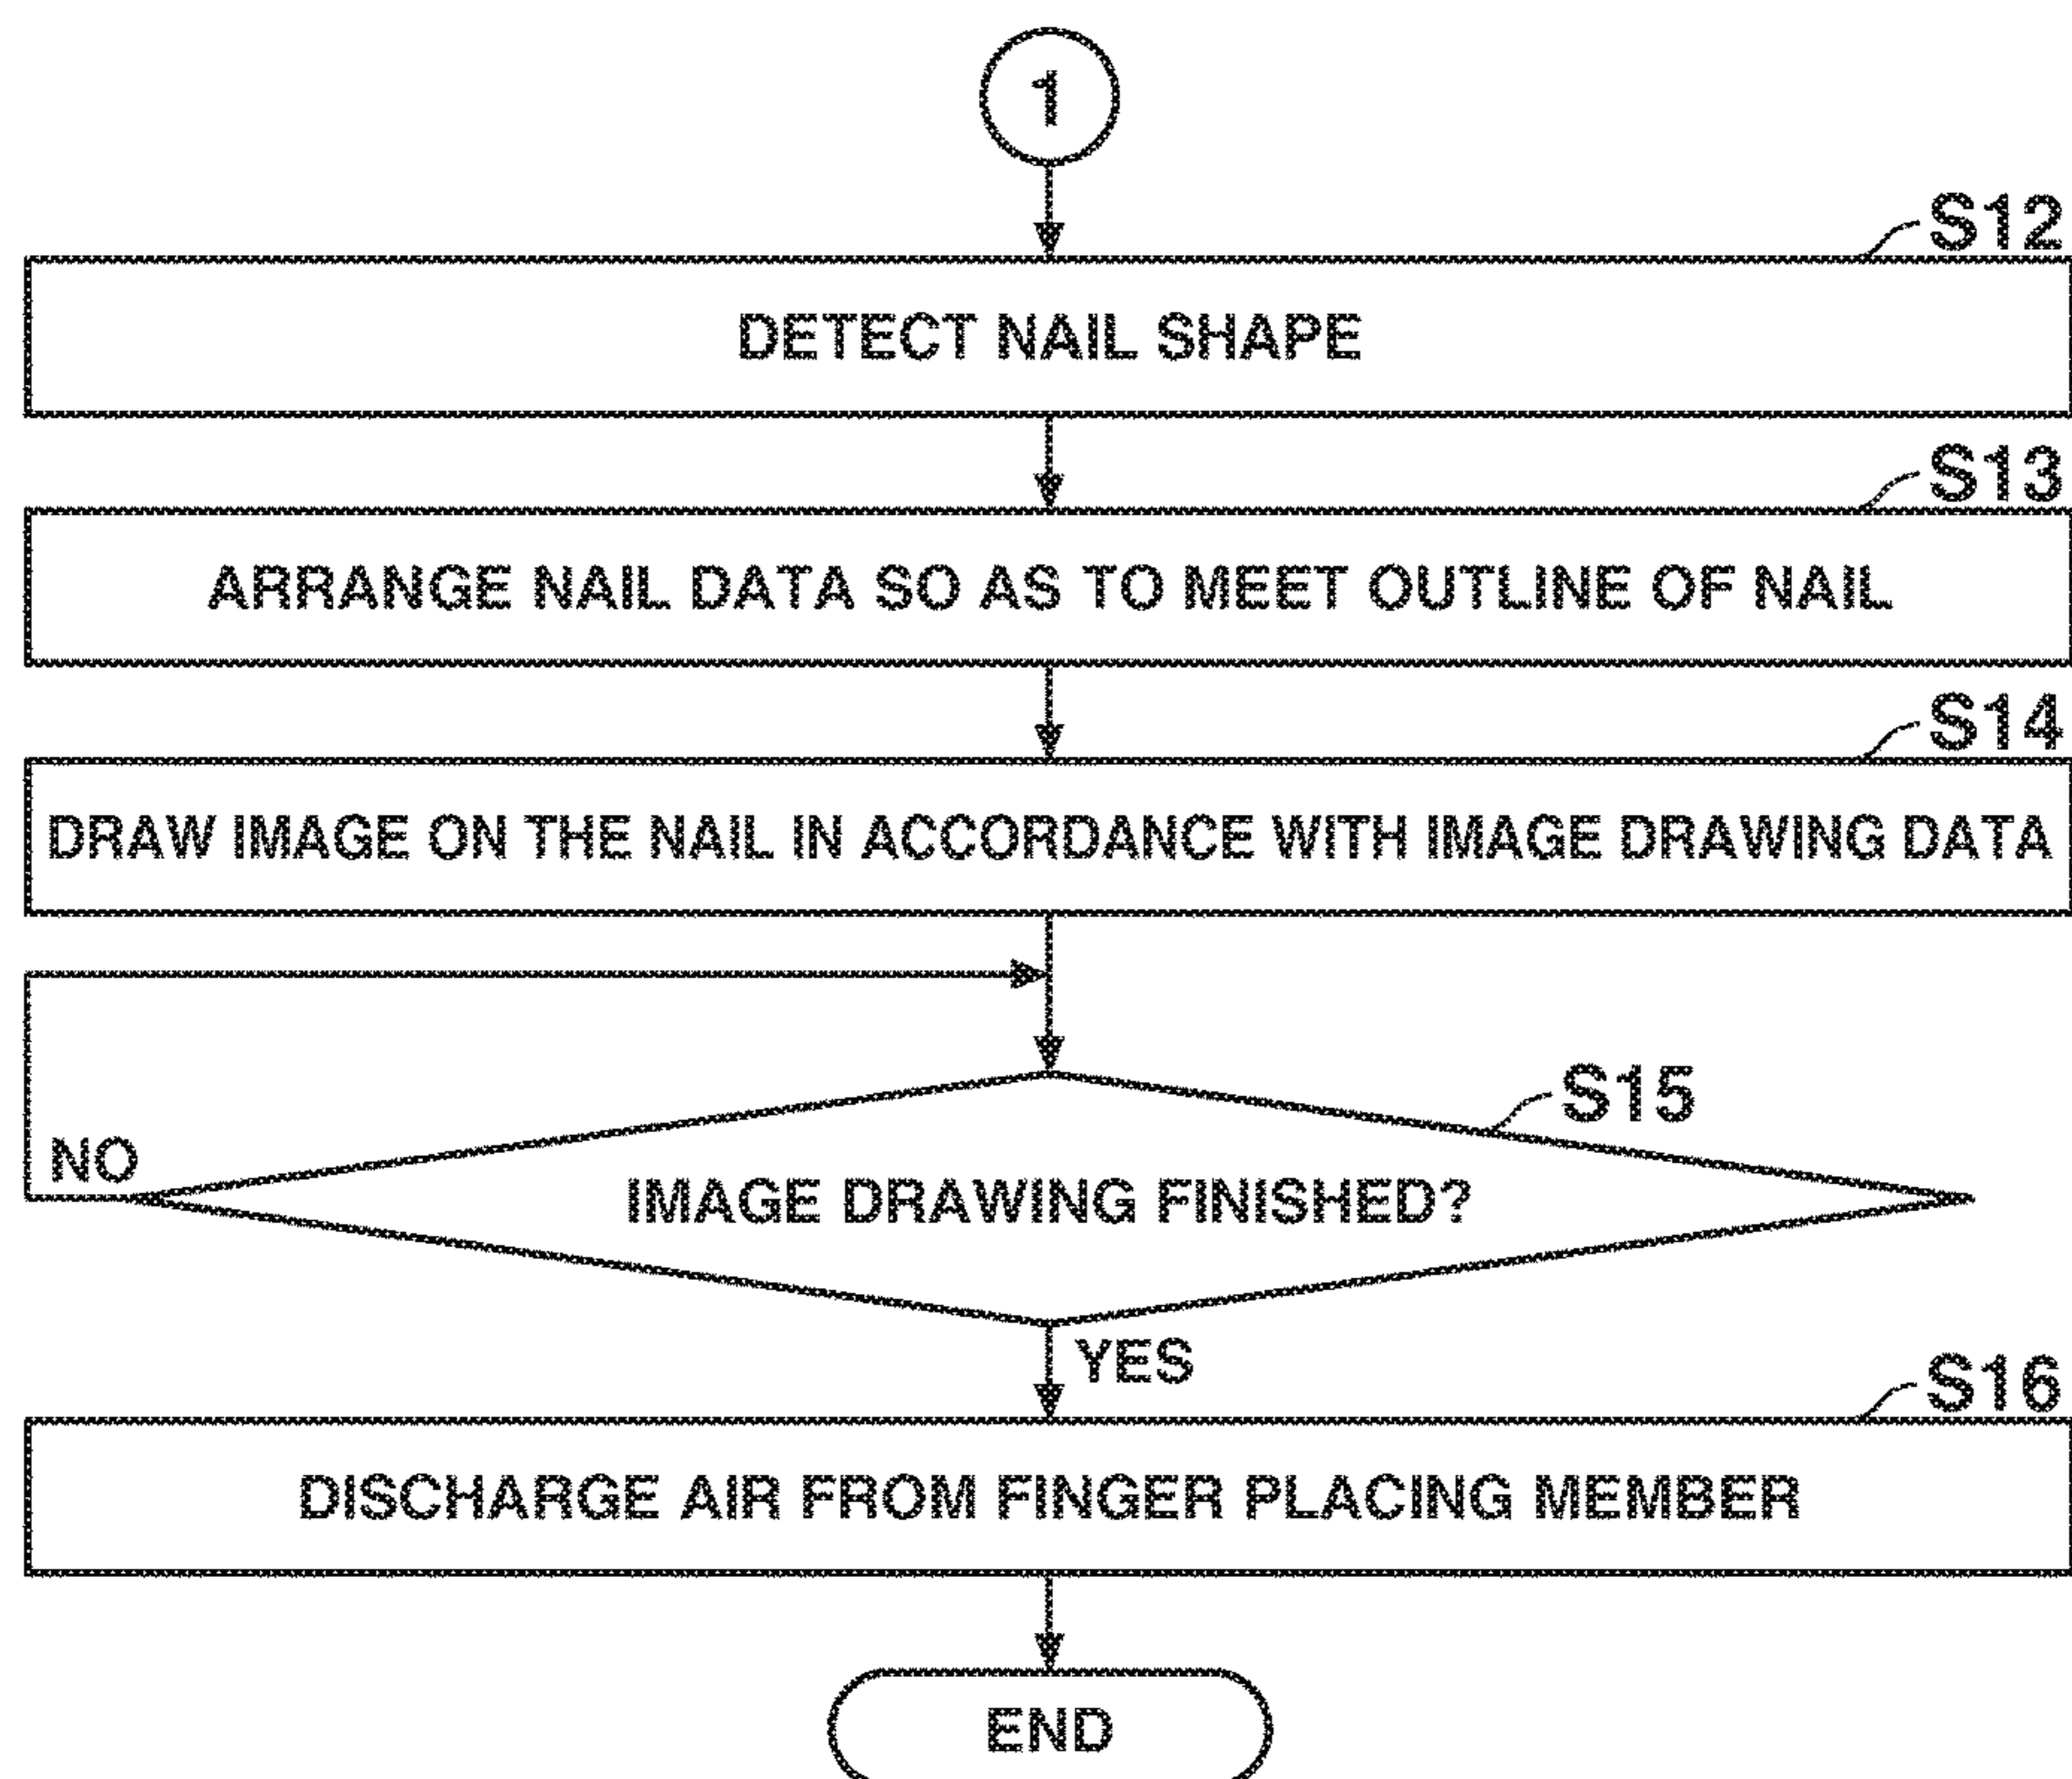 1
S12
DETECT NAIL SHAPE
S13
ARRANGE NAIL DATA SO AS TO MEET OUTLINE OF NAIL
S14
DRAW IMAGE ON THE NAIL IN ACCORDANCE WITH IMAGE DRAWING DATA
S15
NO
IMAGE DRAWING FINISHED?
YES
S16
DISCHARGE AIR FROM FINGER PLACING MEMBER
END